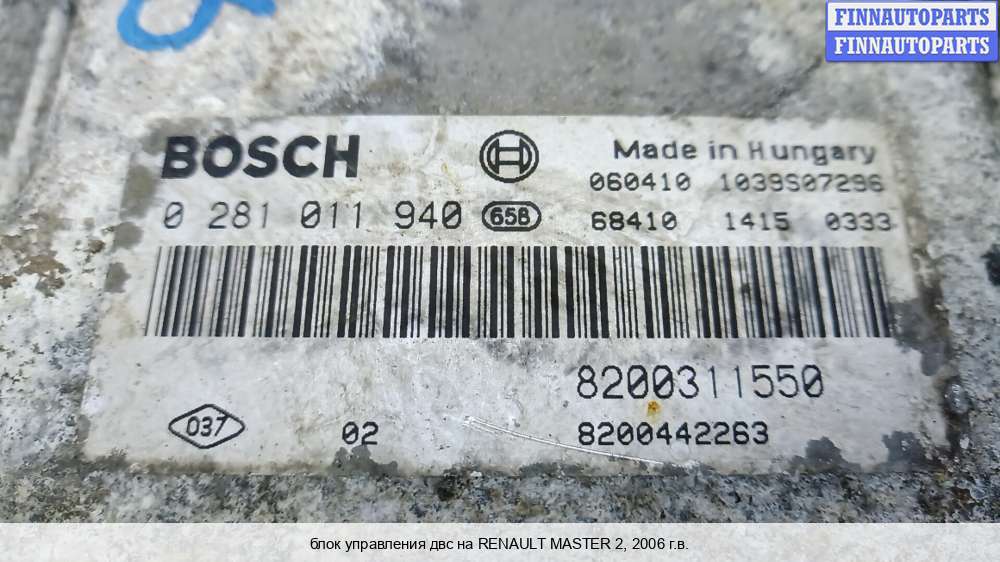 FINNAUTOPARTS
FINNAUTOPARTS
BOSCH
Made in Hungary
060410 1039S07296
0 281 011 940 658 68410 1415 0333
8200311550
037 02 8200442263
блок управления двс на RENAULT MASTER 2, 2006 г.в.